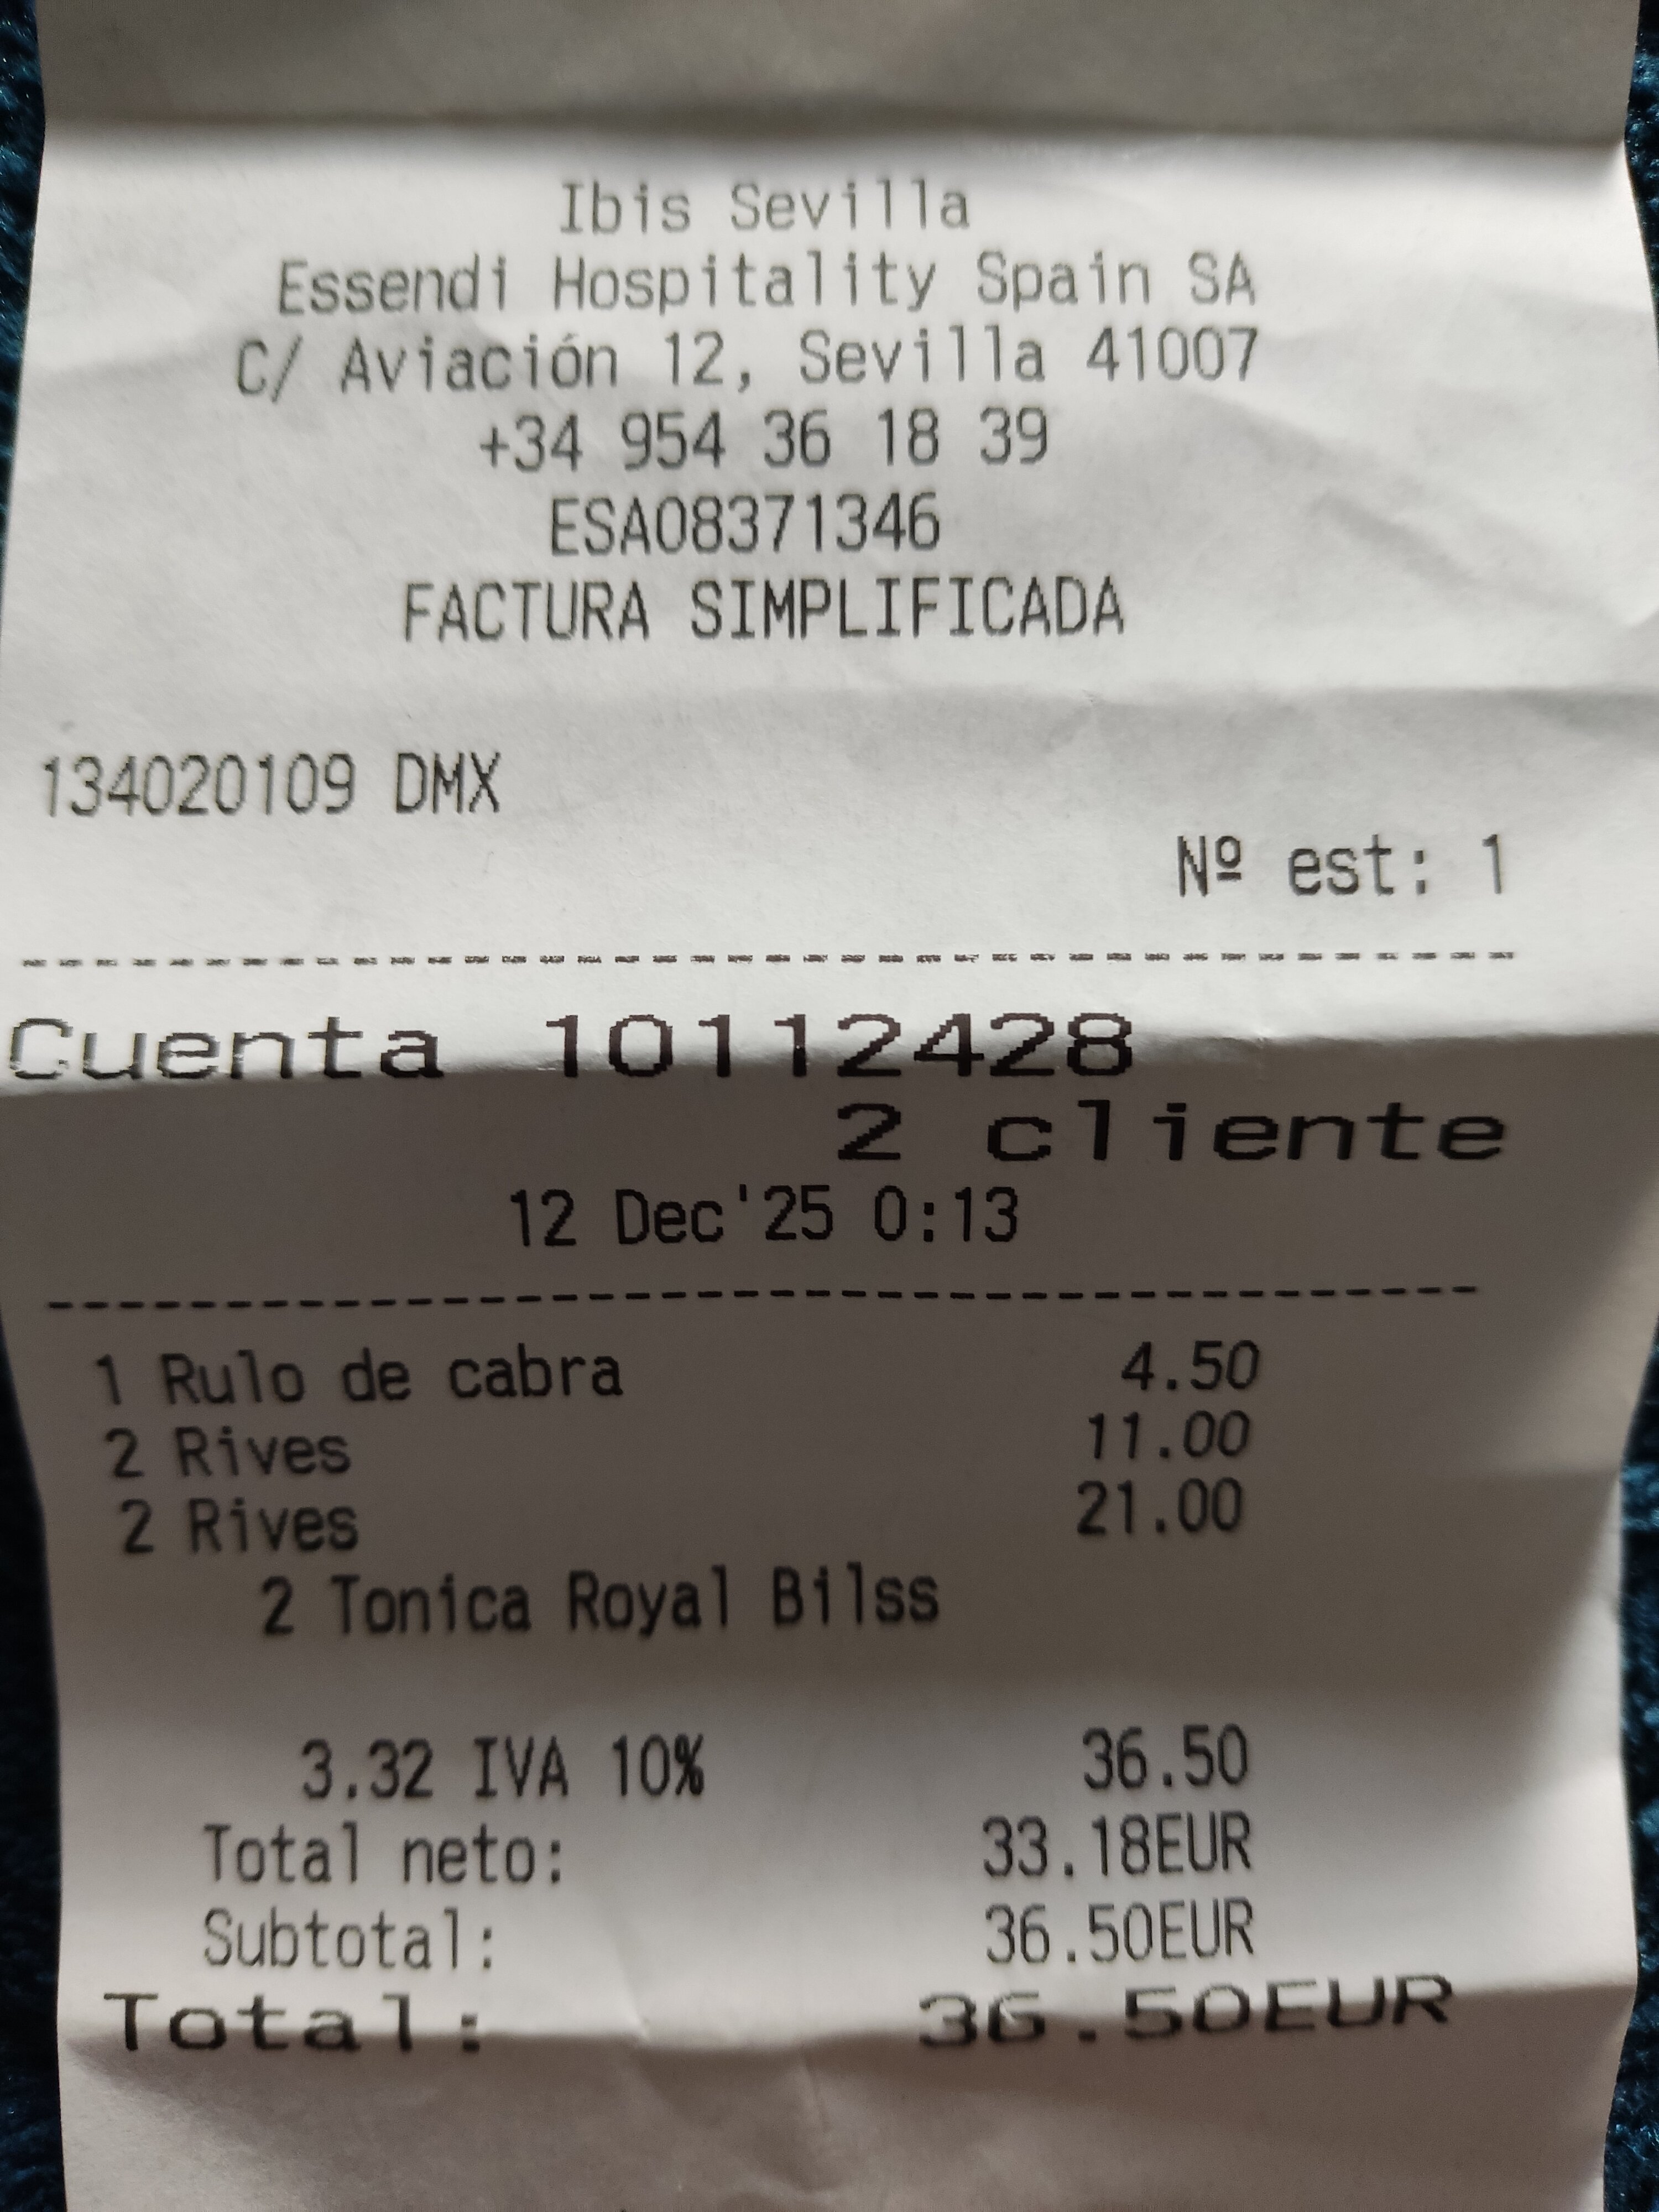 Ibis Sevilla
Essendi Hospitality Spain SA
C/ Aviación 12, Sevilla 41007
+34 954 36 18 39
ESA08371346
FACTURA SIMPLIFICADA
134020109 DMX
Nº est: 1
Cuenta 10112428
2 cliente
12 Dec'25 0:13
1 Rulo de cabra 4.50
2 Rives 11.00
2 Rives 21.00
2 Tonica Royal Bilss
3.32 IVA 10% 36.50
Total neto: 33.18EUR
Subtotal: 36.50EUR
Total: 36.50EUR